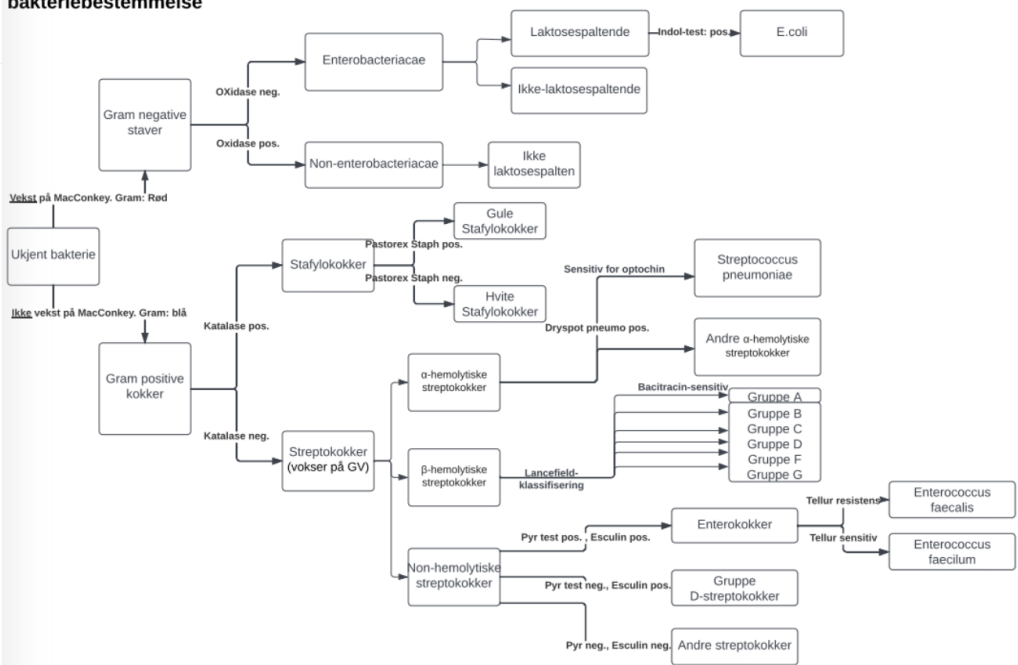 bakteriebestemmelse
Laktosespaltende
Indol-test: pos.
E.coli
Enterobacteriacae
Ikke-laktosespaltende
OXidase neg.
Gram negative
staver
Oxidase pos.
Non-enterobacteriacae
Ikke
laktosespalten
Vekst på MacConkey. Gram: Rød
Ukjent bakterie
Ikke vekst på MacConkey. Gram: blå
Gram positive
kokker
Katalase pos.
Stafylokokker
Pastorex Staph pos.
Gule
Stafylokokker
Pastorex Staph neg.
Hvite
Stafylokokker
Katalase neg.
Streptokokker
(vokser på GV)
α-hemolytiske
streptokokker
Sensitiv for optochin
Streptococcus
pneumoniae
Dryspot pneumo pos.
Andre α-hemolytiske
streptokokker
β-hemolytiske
streptokokker
Lancefield-
klassifisering
Bacitracin-sensitiv
Gruppe A
Gruppe B
Gruppe C
Gruppe D
Gruppe F
Gruppe G
Non-hemolytiske
streptokokker
Pyr test pos. , Esculin pos.
Enterokokker
Tellur resistens
Enterococcus
faecalis
Tellur sensitiv
Enterococcus
faecilum
Pyr test neg., Esculin pos.
Gruppe
D-streptokokker
Pyr neg., Esculin neg.
Andre streptokokker